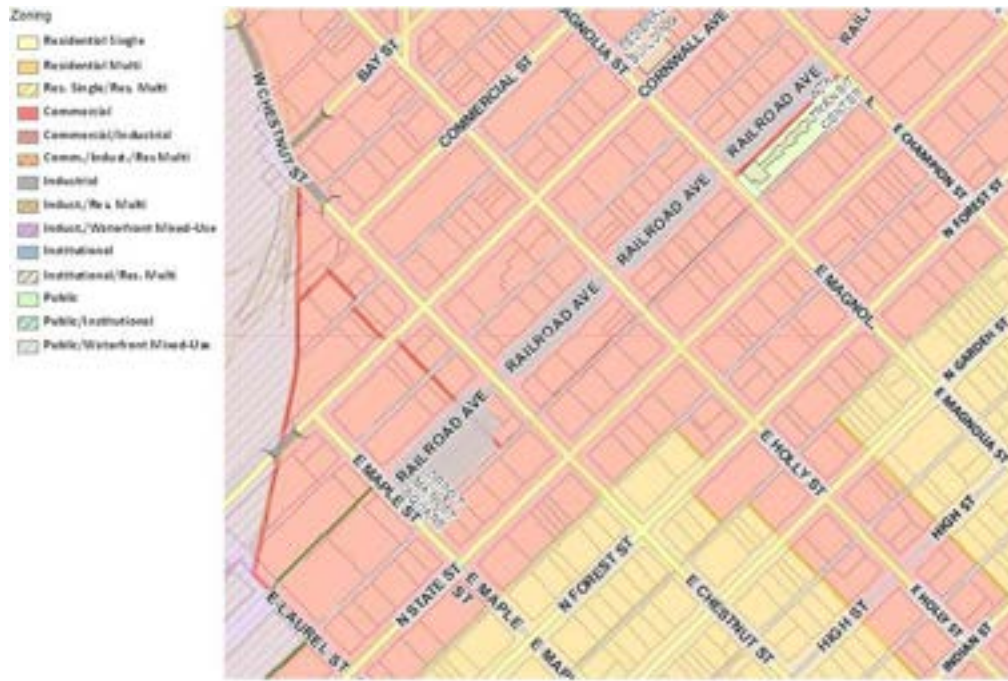 Zoning
Residential Single
Residential Multi
Res. Single/Res. Multi
Commercial
Commercial/Industrial
Comm./Indust./Res Multi
Industrial
Indust./Res. Multi
Indust./Waterfront Mixed-Use
Institutional
Institutional/Res. Multi
Public
Public/Institutional
Public/Waterfront Mixed-Use
BAY ST
AGNOLIA ST
CORNWALL AVE
W CHESTNUT ST
COMMERCIAL ST
RAILROAD AVE
CENTER
E CHAMPION ST
N FOREST S
RAILROAD AVE
E MAGNOL
RAILROAD AVE
N GARDEN
E MAGNOLIA ST
RAILROAD AVE
E MAPLE ST
E HOLLY ST
HIGH ST
N FOREST ST
E CHESTNUT ST
N STATE ST
ST
E MAPLE
E MAP
E LAUREL ST
HIGH ST
E HOLLY ST
INDIAN ST